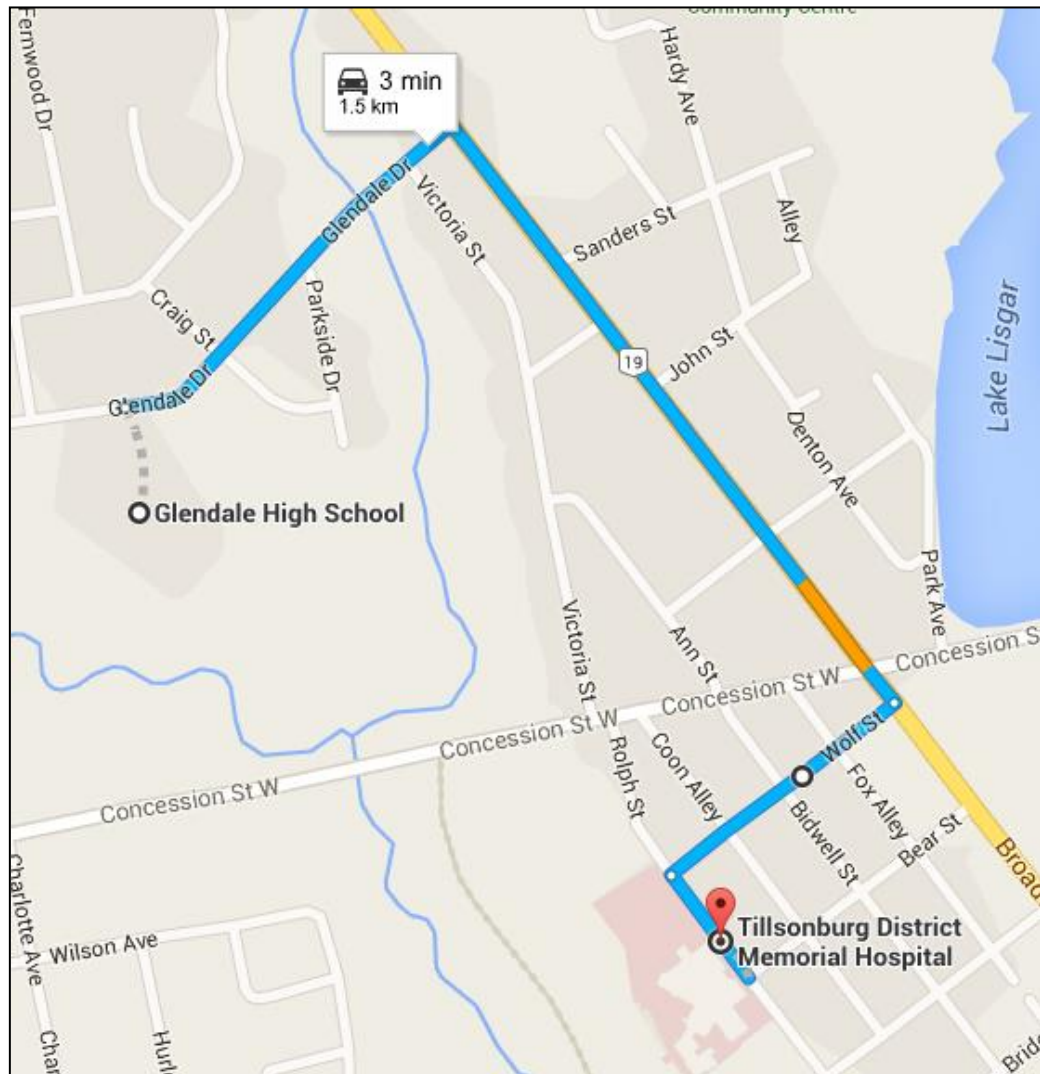 Community Centre
Fernwood Dr
Hardy Ave
3 min
1.5 km
Glendale Dr
Victoria St
Sanders St
Alley
Craig St
Parkside Dr
19
John St
Lake Lisgar
Glendale Dr
Denton Ave
Glendale High School
Park Ave
Victoria St
Ann St
Concession St W
Concession St W
Concession S
Concession St W
Wolf St
Rolph St
Coon Alley
Fox Alley
Bidwell St
Bear St
Broad
Charlotte Ave
Wilson Ave
Tillsonburg District
Memorial Hospital
Char
Hurl
Bridg